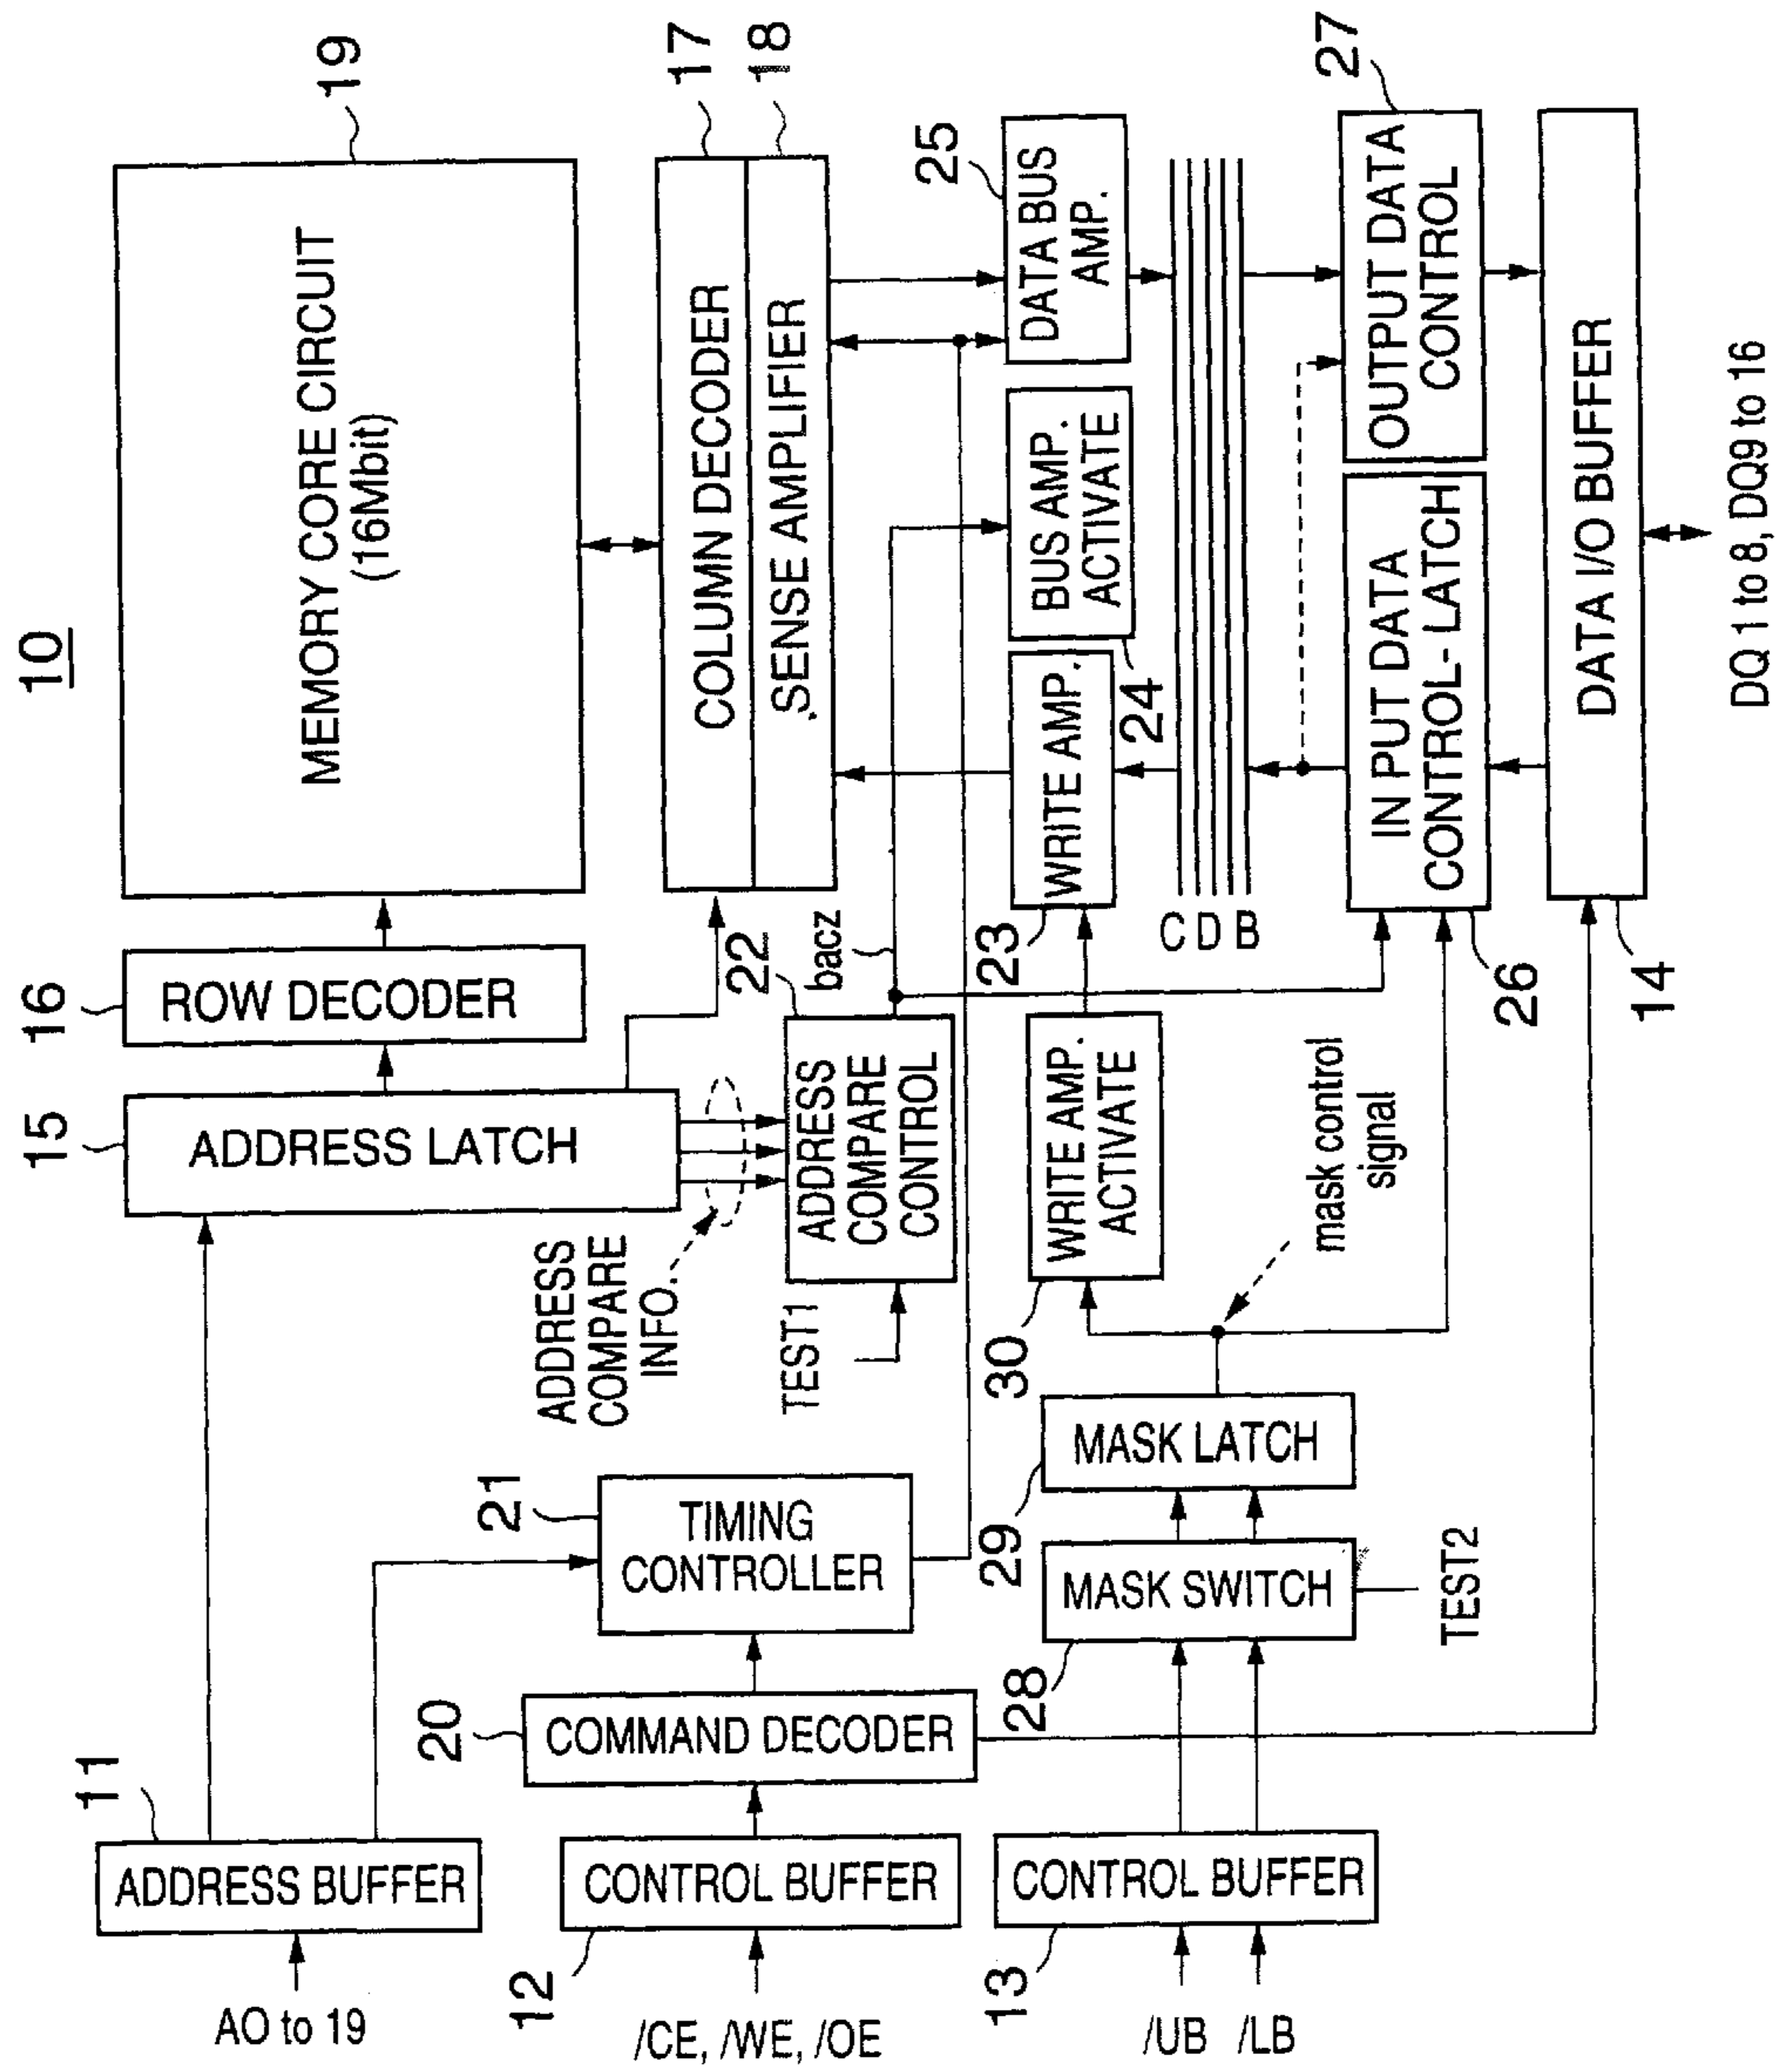 10
19
MEMORY CORE CIRCUIT
(16Mbit)
16
ROW DECODER
15
ADDRESS LATCH
11
ADDRESS BUFFER
AO to 19
17
18
COLUMN DECODER
SENSE AMPLIFIER
ADDRESS
COMPARE
INFO.
22
bacz
ADDRESS
COMPARE
CONTROL
TEST1
21
TIMING
CONTROLLER
20
COMMAND DECODER
12
CONTROL BUFFER
/CE, /WE, /OE
25
DATA BUS
AMP.
BUS AMP.
ACTIVATE
24
WRITE AMP.
23
WRITE AMP.
ACTIVATE
30
C D B
mask control
signal
MASK LATCH
29
MASK SWITCH
28
TEST2
13
CONTROL BUFFER
/UB /LB
27
OUTPUT DATA
CONTROL
IN PUT DATA
CONTROL-LATCH
26
DATA I/O BUFFER
14
DQ 1 to 8, DQ9 to 16